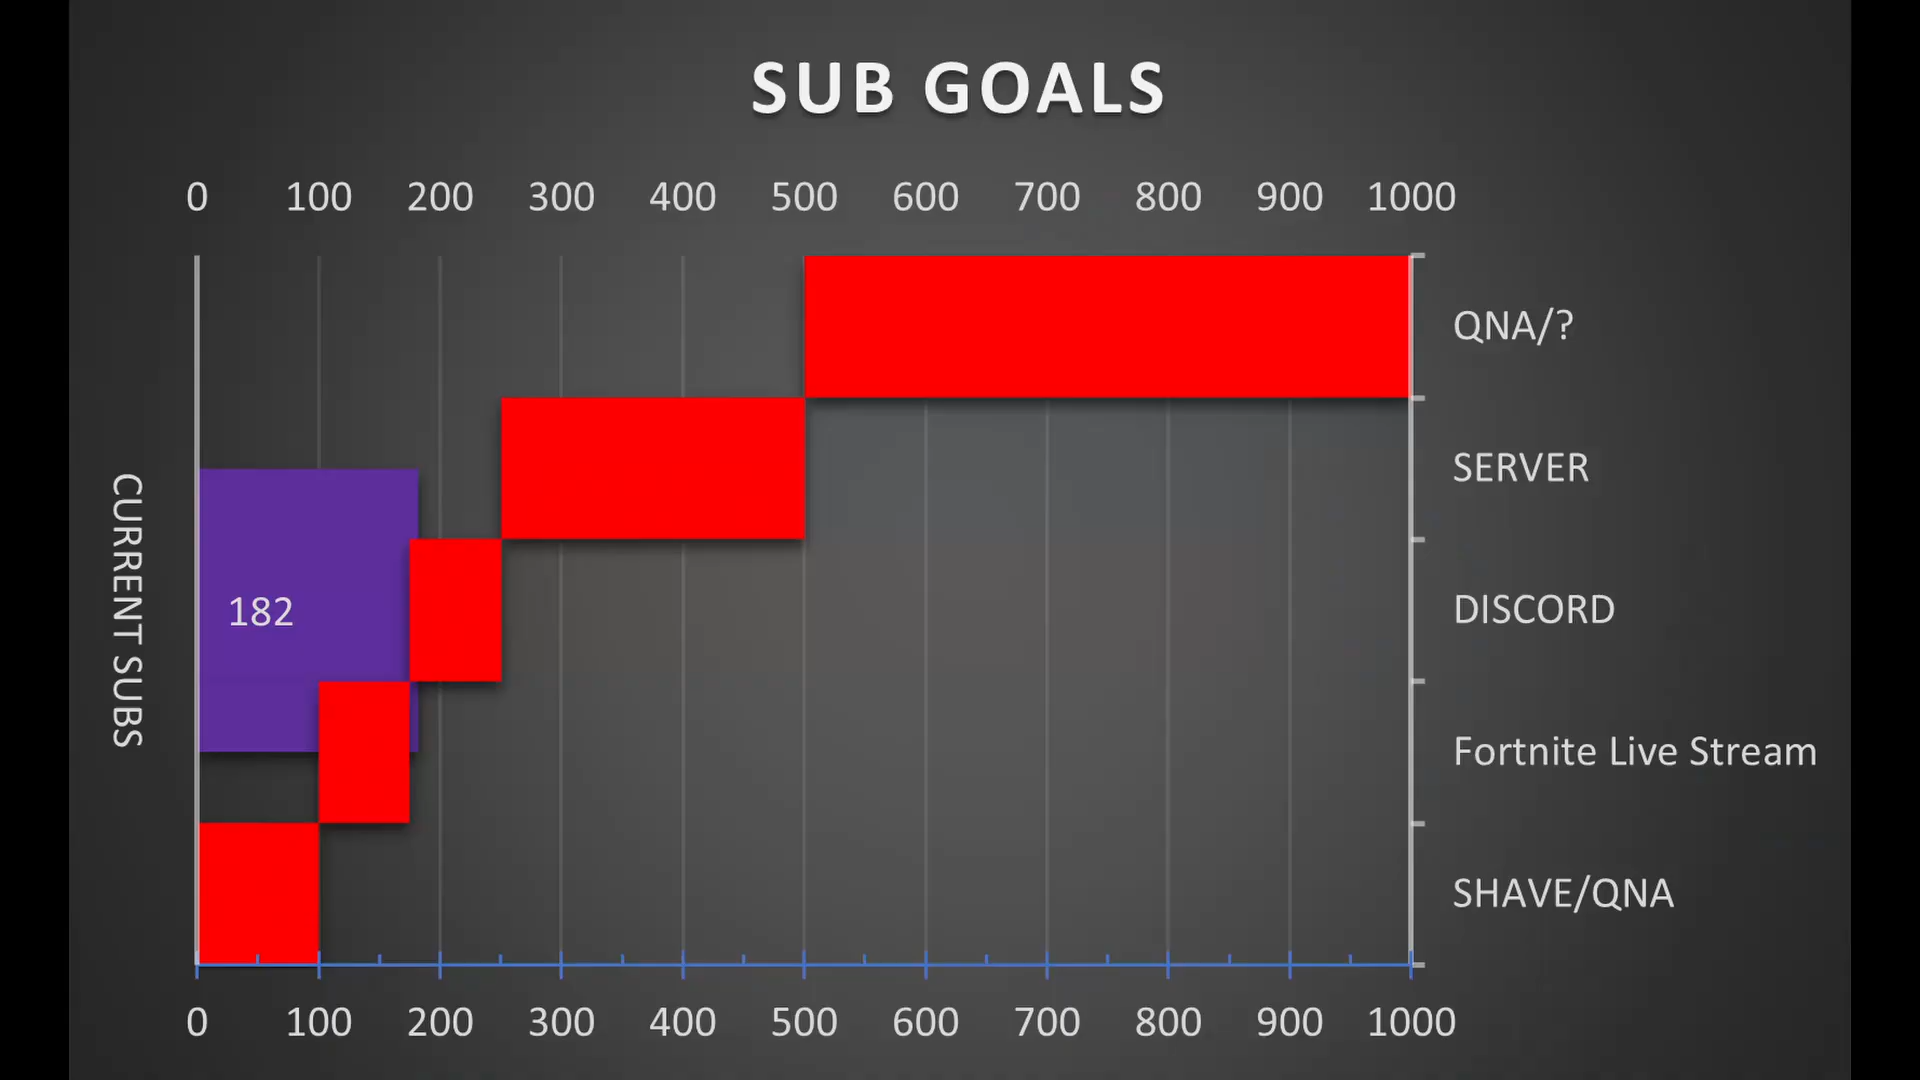 SUB GOALS
0 100 200 300 400 500 600 700 800 900 1000
QNA/?
SERVER
DISCORD
Fortnite Live Stream
SHAVE/QNA
CURRENT SUBS
182
0 100 200 300 400 500 600 700 800 900 1000